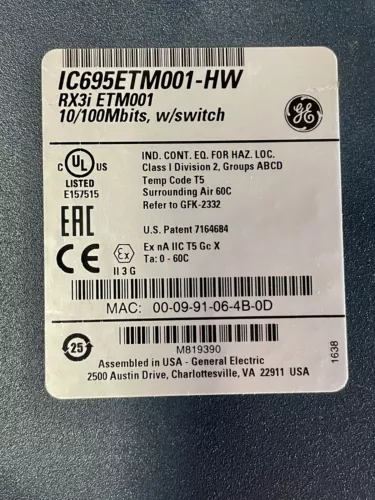 IC695ETM001-HW
RX3i ETM001
10/100Mbits, w/switch
GE
C UL US
LISTED
E157515
IND. CONT. EQ. FOR HAZ. LOC.
Class I Division 2, Groups ABCD
Temp Code T5
Surrounding Air 60C
Refer to GFK-2332
U.S. Patent 7164684
EAC
CE
Ex
II 3 G
Ex nA IIC T5 Gc X
Ta: 0 - 60C
MAC: 00-09-91-06-4B-0D
25
M819390
Assembled in USA - General Electric
2500 Austin Drive, Charlottesville, VA 22911 USA
1638